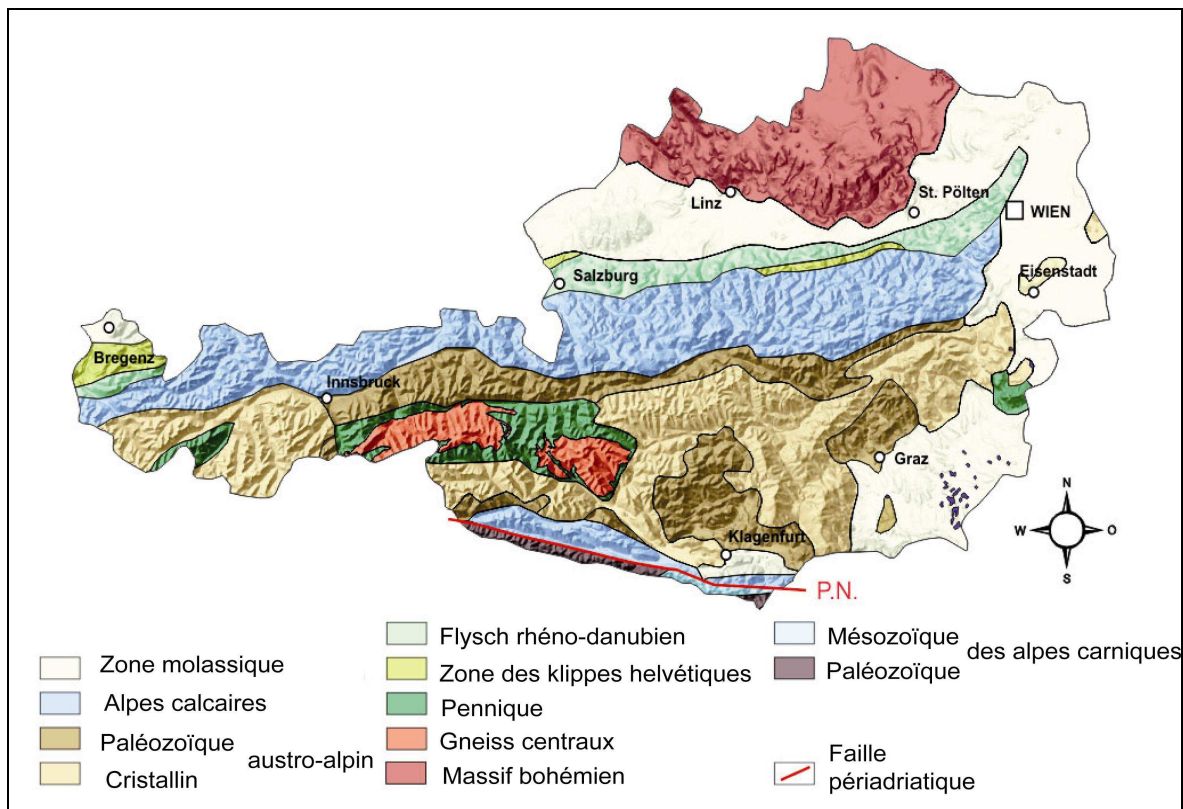 Linz
St. Pölten
WIEN
Salzburg
Eisenstadt
Bregenz
Innsbruck
Graz
N
W
O
S
Klagenfurt
P.N.
Zone molassique
Alpes calcaires
Paléozoïque
austro-alpin
Cristallin
Flysch rhéno-danubien
Zone des klippes helvétiques
Pennique
Gneiss centraux
Massif bohémien
Mésozoïque
des alpes carniques
Paléozoïque
Faille
périadriatique